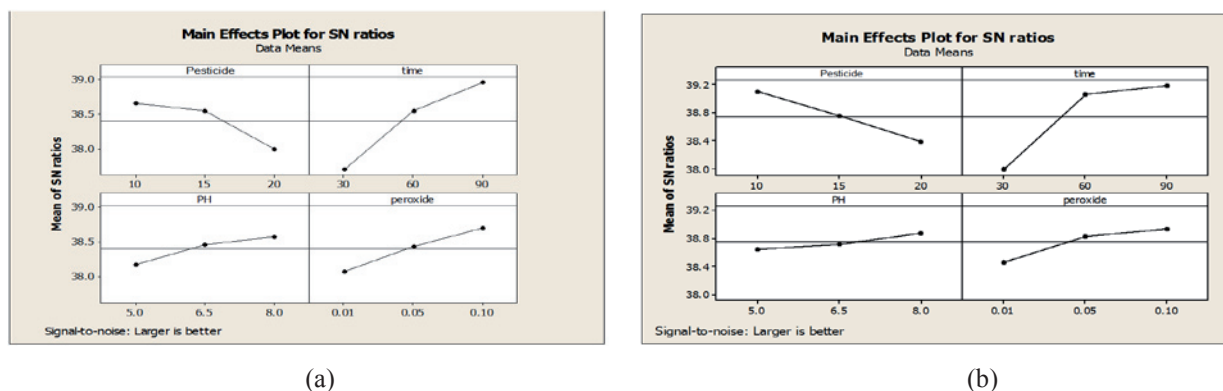 Main Effects Plot for SN ratios
Data Means
Pesticide time
39.0
38.5
38.0
10 15 20 30 60 90
PH peroxide
39.0
38.5
38.0
5.0 6.5 8.0 0.01 0.05 0.10
Mean of SN ratios
Signal-to-noise: Larger is better
(a)
Main Effects Plot for SN ratios
Data Means
Pesticide time
39.2
38.8
38.4
38.0
10 15 20 30 60 90
PH peroxide
39.2
38.8
38.4
38.0
5.0 6.5 8.0 0.01 0.05 0.10
Mean of SN ratios
Signal-to-noise: Larger is better
(b)